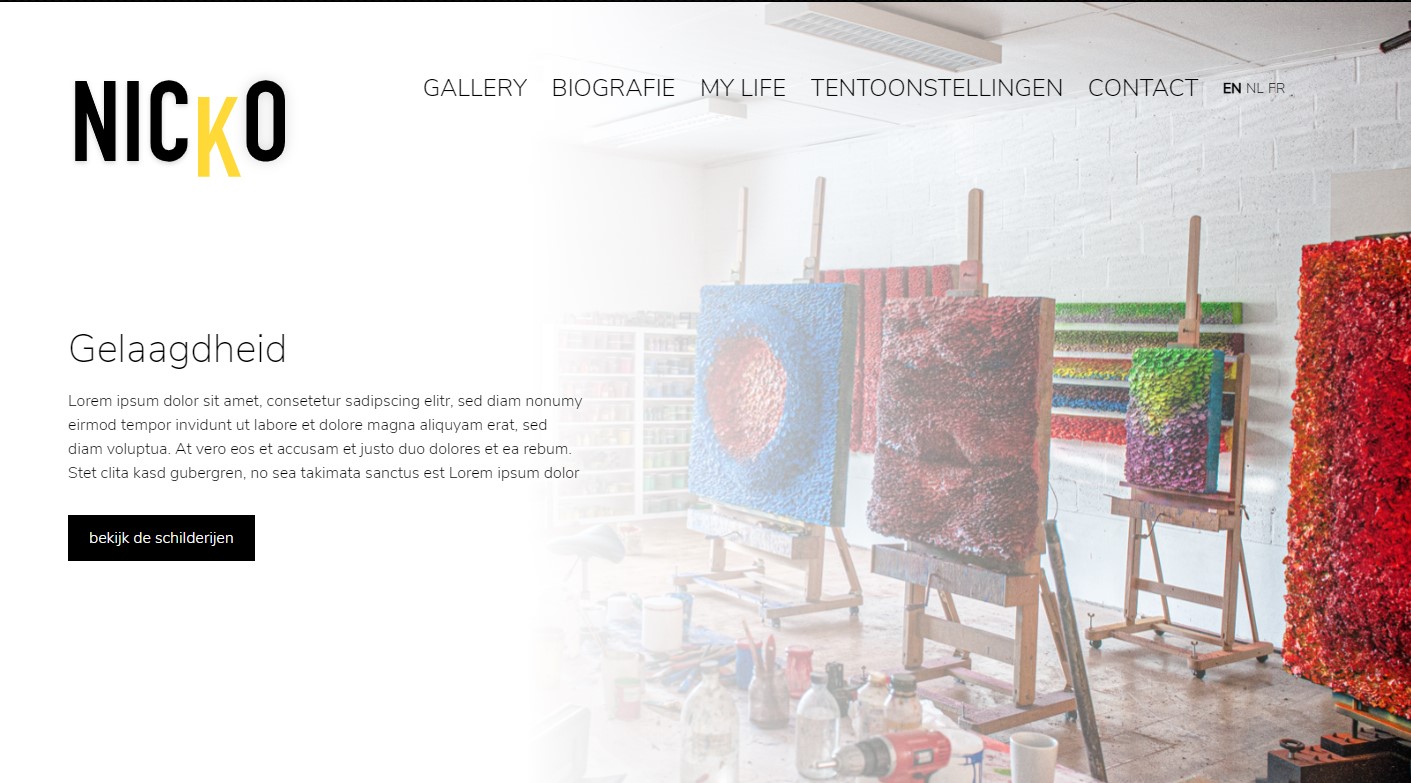 NICKO
GALLERY BIOGRAFIE MY LIFE TENTOONSTELLINGEN CONTACT EN NL FR
Gelaagdheid
Lorem ipsum dolor sit amet, consetetur sadipscing elitr, sed diam nonumy
eirmod tempor invidunt ut labore et dolore magna aliquyam erat, sed
diam voluptua. At vero eos et accusam et justo duo dolores et ea rebum.
Stet clita kasd gubergren, no sea takimata sanctus est Lorem ipsum dolor
bekijk de schilderijen